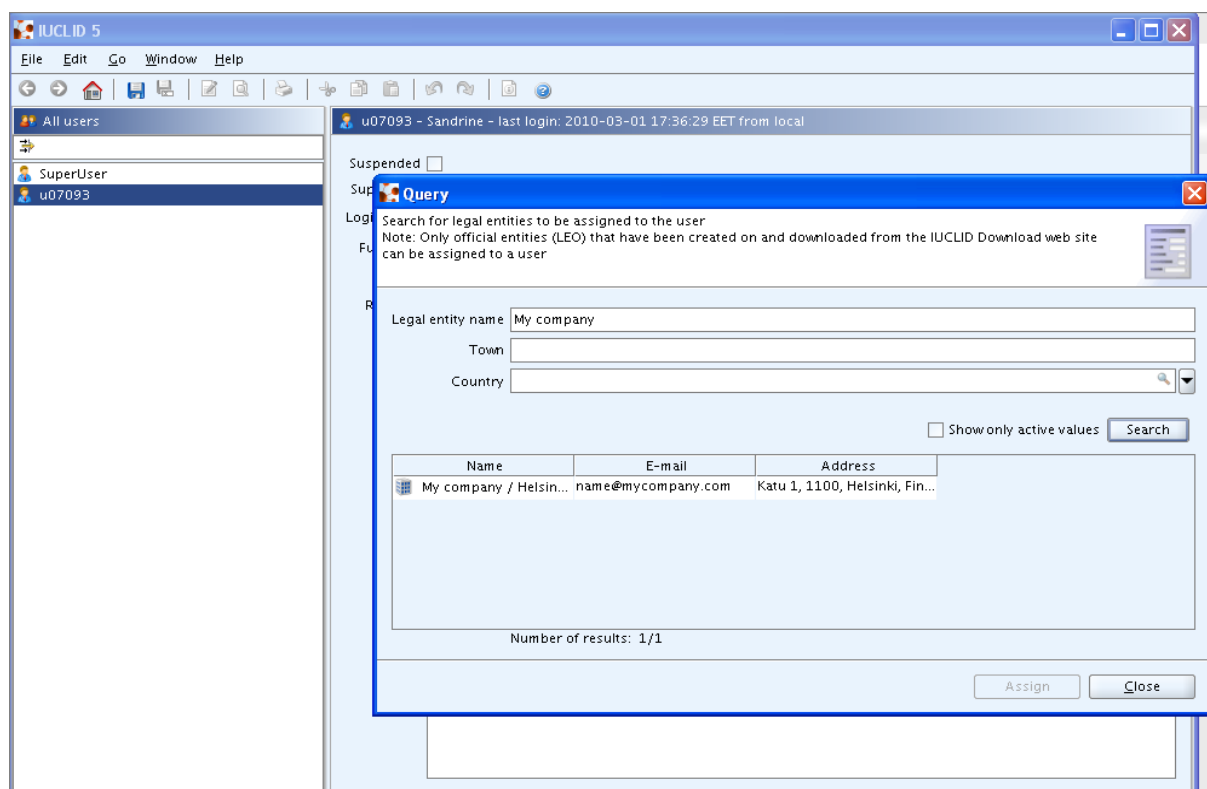 IUCLID 5
File Edit Go Window Help
All users
u07093 - Sandrine - last login: 2010-03-01 17:36:29 EET from local
SuperUser
u07093
Suspended
Sup
Logi
Fu
R
Query
Search for legal entities to be assigned to the user
Note: Only official entities (LEO) that have been created on and downloaded from the IUCLID Download web site
can be assigned to a user
Legal entity name My company
Town
Country
Show only active values Search
Name E-mail Address
My company / Helsin... name@mycompany.com Katu 1, 1100, Helsinki, Fin...
Number of results: 1/1
Assign Close